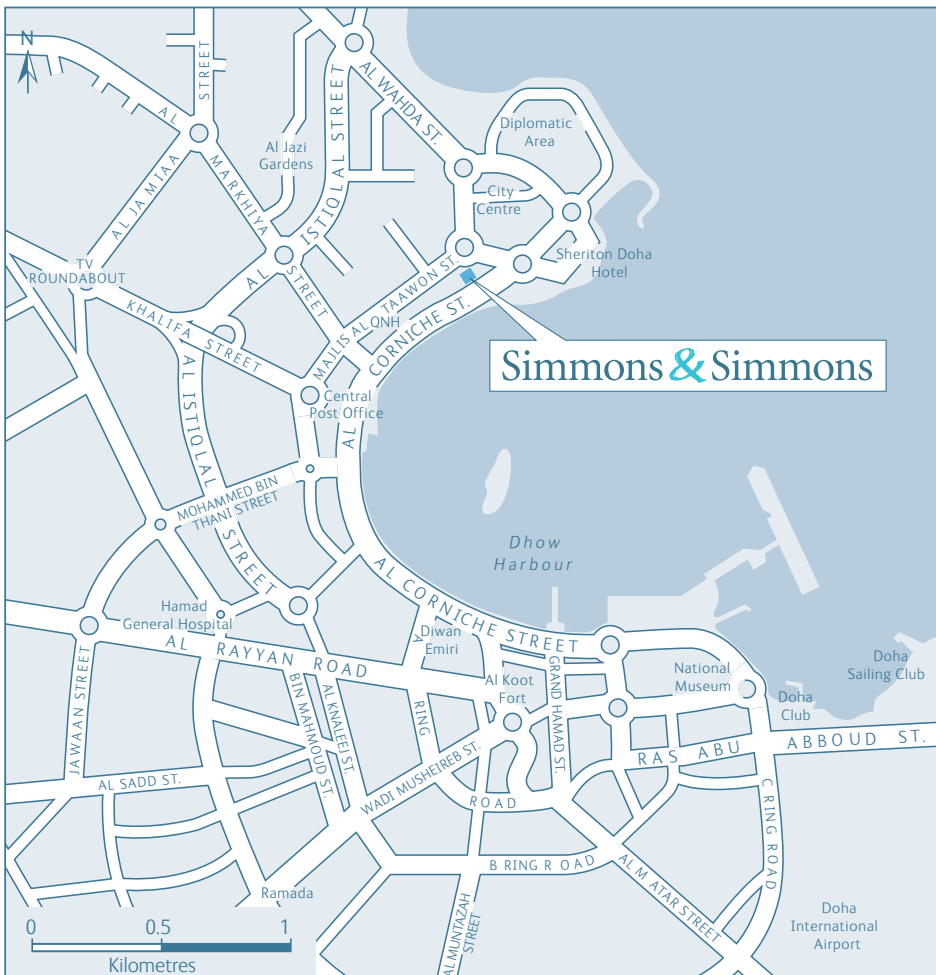 N
STREET
AL WAHDA ST.
AL
MARKHIYA
STREET
AL JAMIAA
Al Jazi
Gardens
AL ISTIQLAL STREET
Diplomatic
Area
City
Centre
Sheriton Doha
Hotel
TV
ROUNDABOUT
KHALIFA STREET
MAJLIS AL TAAWON ST.
QNH
AL CORNICHE ST.
Simmons & Simmons
Central
Post Office
AL ISTIQLAL STREET
MOHAMMED BIN
THANI STREET
Dhow
Harbour
AL CORNICHE STREET
Hamad
General Hospital
AL RAYYAN ROAD
Diwan
Emiri
A
RING
ROAD
Al Koot
Fort
GRAND HAMAD ST.
National
Museum
Doha
Sailing Club
Doha
Club
JAWAAN STREET
BIN MAHMOUD ST.
AL KNALEEJ ST.
RAS ABU ABBOUD ST.
AL SADD ST.
WADI MUSHEIREB ST.
C RING ROAD
B RING ROAD
AL MATAR STREET
ALMUNTAZAH
STREET
Ramada
Doha
International
Airport
0 0.5 1
Kilometres